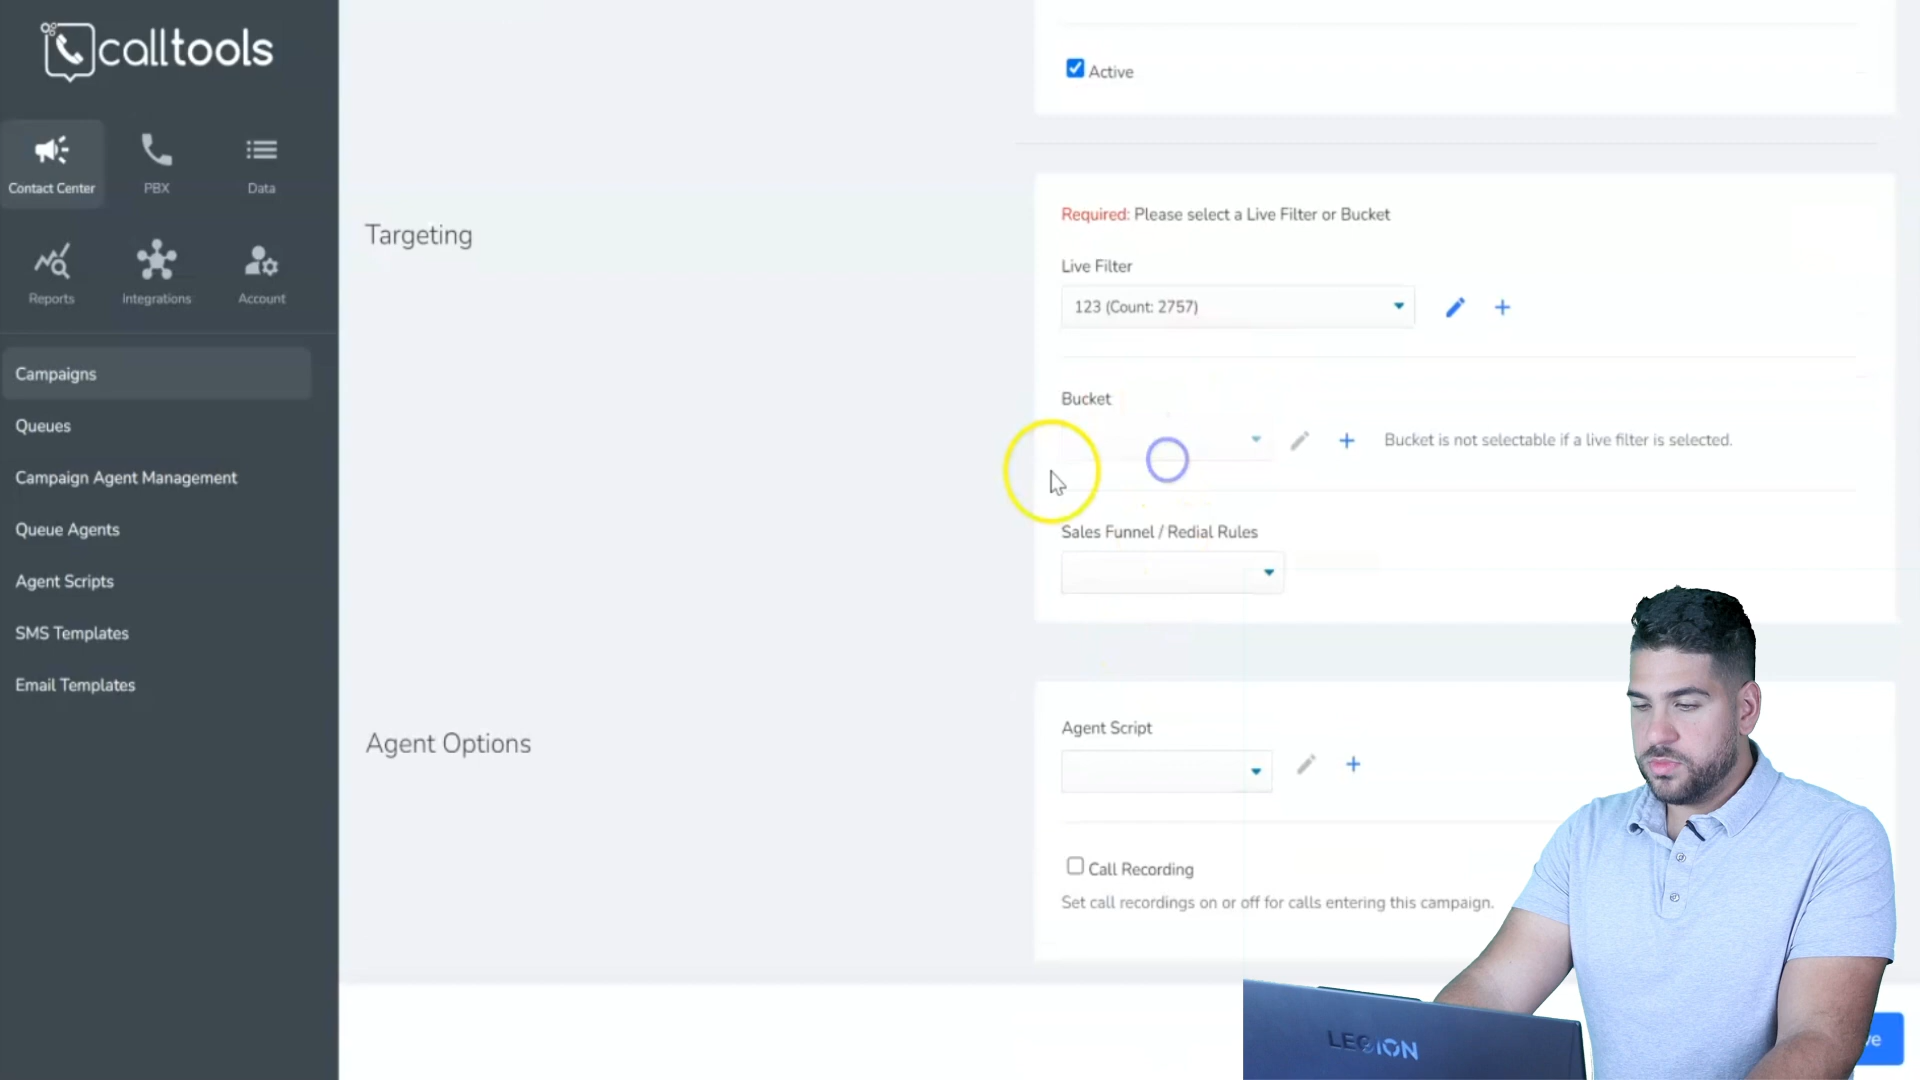 calltools
Contact Center
PBX
Data
Reports
Integrations
Account
Campaigns
Queues
Campaign Agent Management
Queue Agents
Agent Scripts
SMS Templates
Email Templates
Active
Targeting
Required: Please select a Live Filter or Bucket
Live Filter
123 (Count: 2757)
Bucket
Bucket is not selectable if a live filter is selected.
Sales Funnel / Redial Rules
Agent Options
Agent Script
Call Recording
Set call recordings on or off for calls entering this campaign.
LEGION